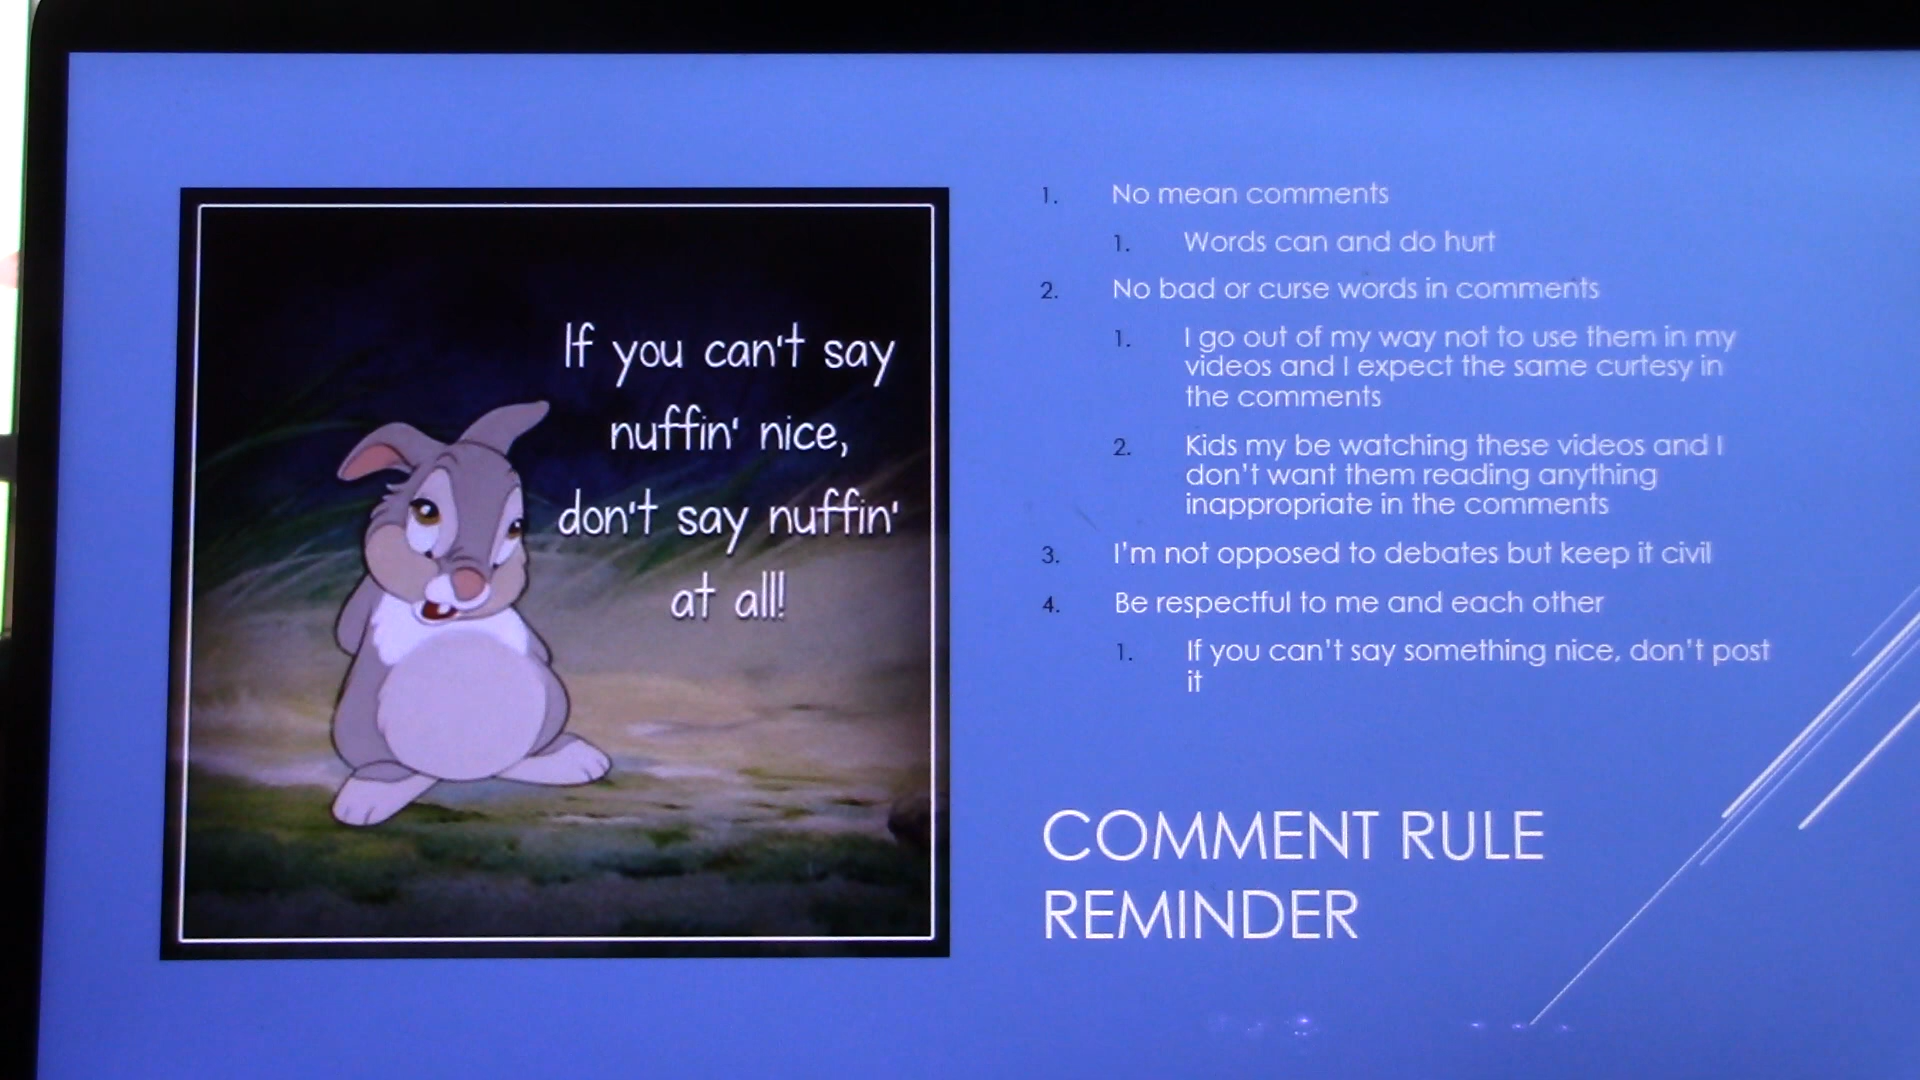 If you can't say
nuffin' nice,
don't say nuffin'
at all!
1. No mean comments
1. Words can and do hurt
2. No bad or curse words in comments
1. I go out of my way not to use them in my
videos and I expect the same curtesy in
the comments
2. Kids my be watching these videos and I
don't want them reading anything
inappropriate in the comments
3. I'm not opposed to debates but keep it civil
4. Be respectful to me and each other
1. If you can't say something nice, don't post
it
COMMENT RULE
REMINDER